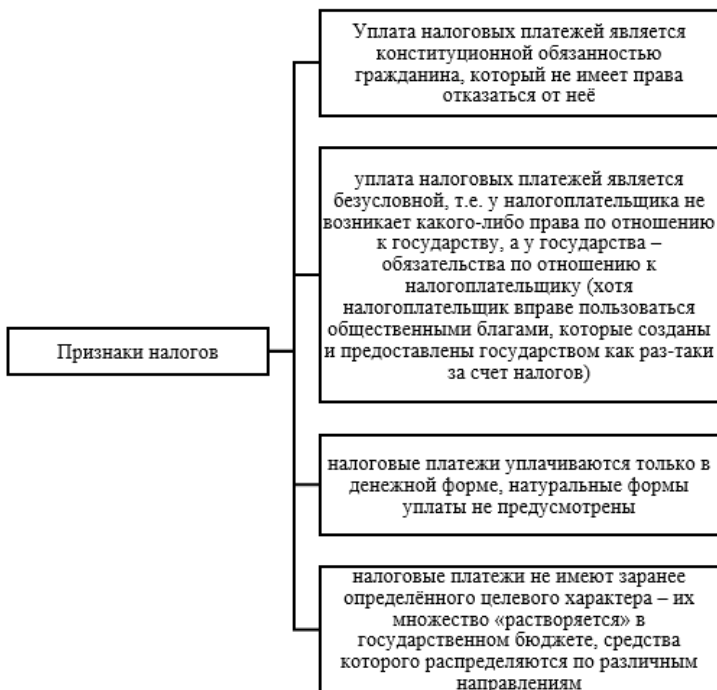 Уплата налоговых платежей является
конституционной обязанностью
гражданина, который не имеет права
отказаться от неё
уплата налоговых платежей является
безусловной, т.е. у налогоплательщика не
возникает какого-либо права по отношению
к государству, а у государства –
обязательства по отношению к
налогоплательщику (хотя
налогоплательщик вправе пользоваться
общественными благами, которые созданы
и предоставлены государством как раз-таки
за счет налогов)
Признаки налогов
налоговые платежи уплачиваются только в
денежной форме, натуральные формы
уплаты не предусмотрены
налоговые платежи не имеют заранее
определённого целевого характера – их
множество «растворяется» в
государственном бюджете, средства
которого распределяются по различным
направлениям